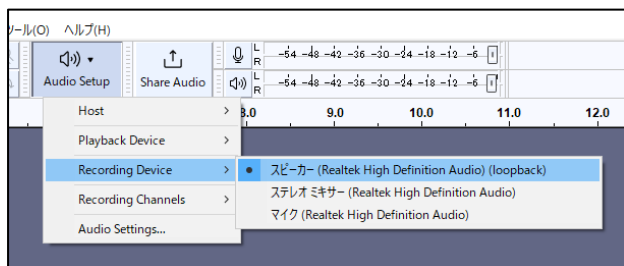 ツール(O) ヘルプ(H)
Audio Setup
Share Audio
L
R
-54 -48 -42 -36 -30 -24 -18 -12 -6
L
R
-54 -48 -42 -36 -30 -24 -18 -12 -6
8.0 9.0 10.0 11.0 12.0
Host
Playback Device
Recording Device
スピーカー (Realtek High Definition Audio) (loopback)
ステレオ ミキサー (Realtek High Definition Audio)
Recording Channels
マイク (Realtek High Definition Audio)
Audio Settings...